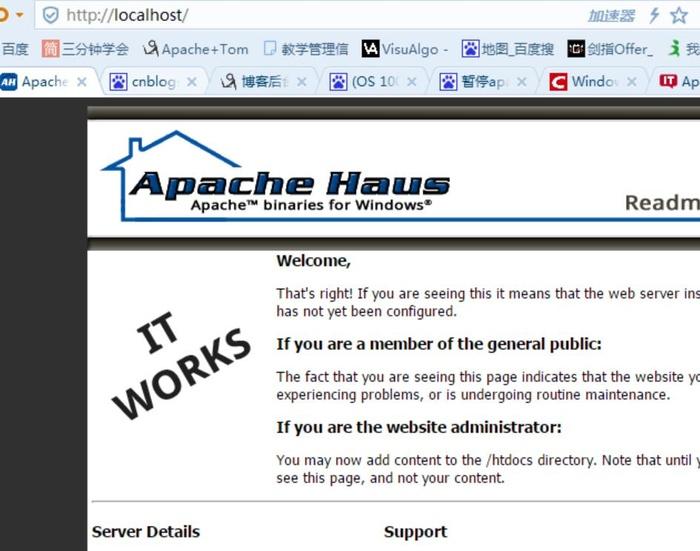 http://localhost/
加速器
百度 三分钟学会 Apache+Tom 教学管理信 VisuAlgo - 地图_百度搜 剑指Offer_ 我
Apache cnblog 博客后台 (OS 100 暂停apa Window Ap
Apache Haus
Apache™ binaries for Windows®
Readm
Welcome,
That's right! If you are seeing this it means that the web server ins
has not yet been configured.
IT
WORKS
If you are a member of the general public:
The fact that you are seeing this page indicates that the website yo
experiencing problems, or is undergoing routine maintenance.
If you are the website administrator:
You may now add content to the /htdocs directory. Note that until y
see this page, and not your content.
Server Details
Support